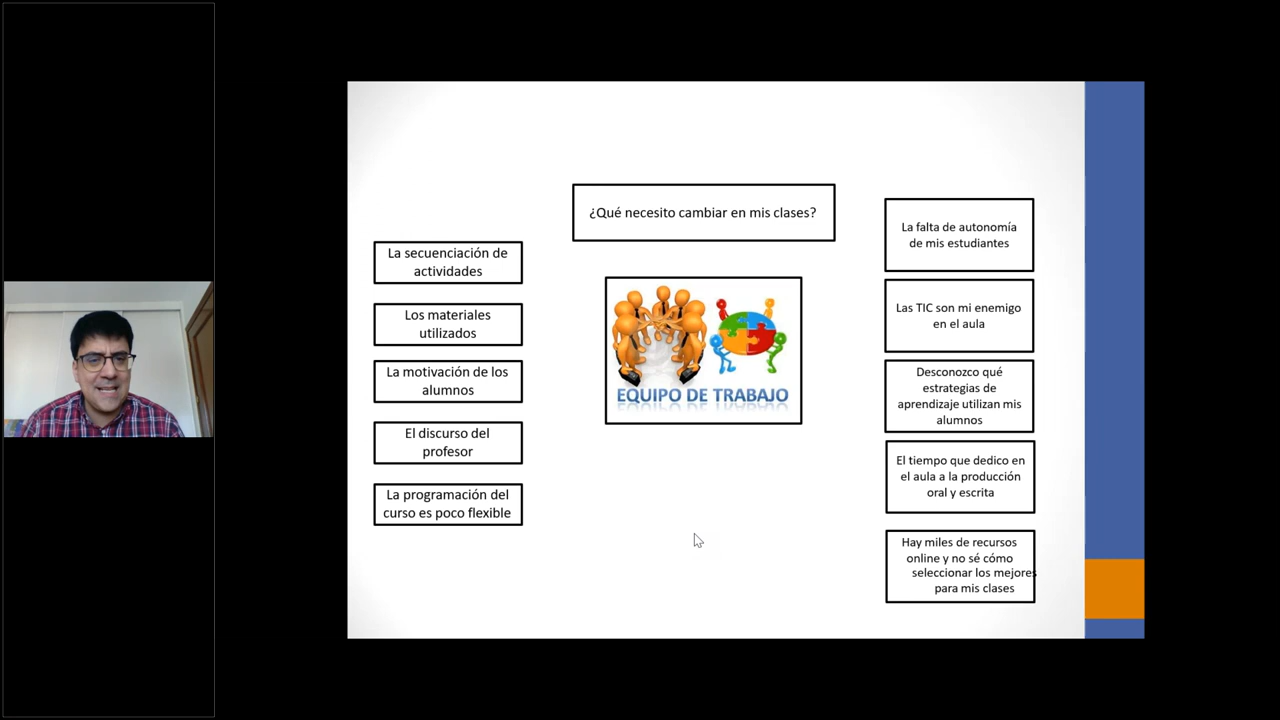 ¿Qué necesito cambiar en mis clases?
La secuenciación de
actividades
Los materiales
utilizados
La motivación de los
alumnos
El discurso del
profesor
La programación del
curso es poco flexible
EQUIPO DE TRABAJO
La falta de autonomía
de mis estudiantes
Las TIC son mi enemigo
en el aula
Desconozco qué
estrategias de
aprendizaje utilizan mis
alumnos
El tiempo que dedico en
el aula a la producción
oral y escrita
Hay miles de recursos
online y no sé cómo
seleccionar los mejores
para mis clases